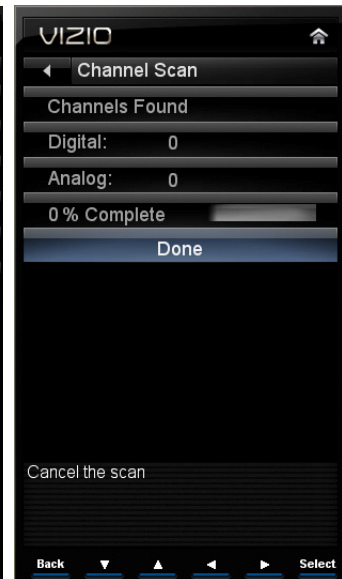 VIZIO
Channel Scan
Channels Found
Digital: 0
Analog: 0
0 % Complete
Done
Cancel the scan
Back Select